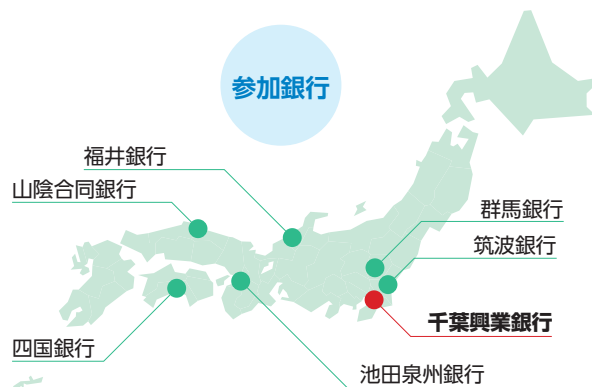 参加銀行
福井銀行
山陰合同銀行
群馬銀行
筑波銀行
千葉興業銀行
四国銀行
池田泉州銀行